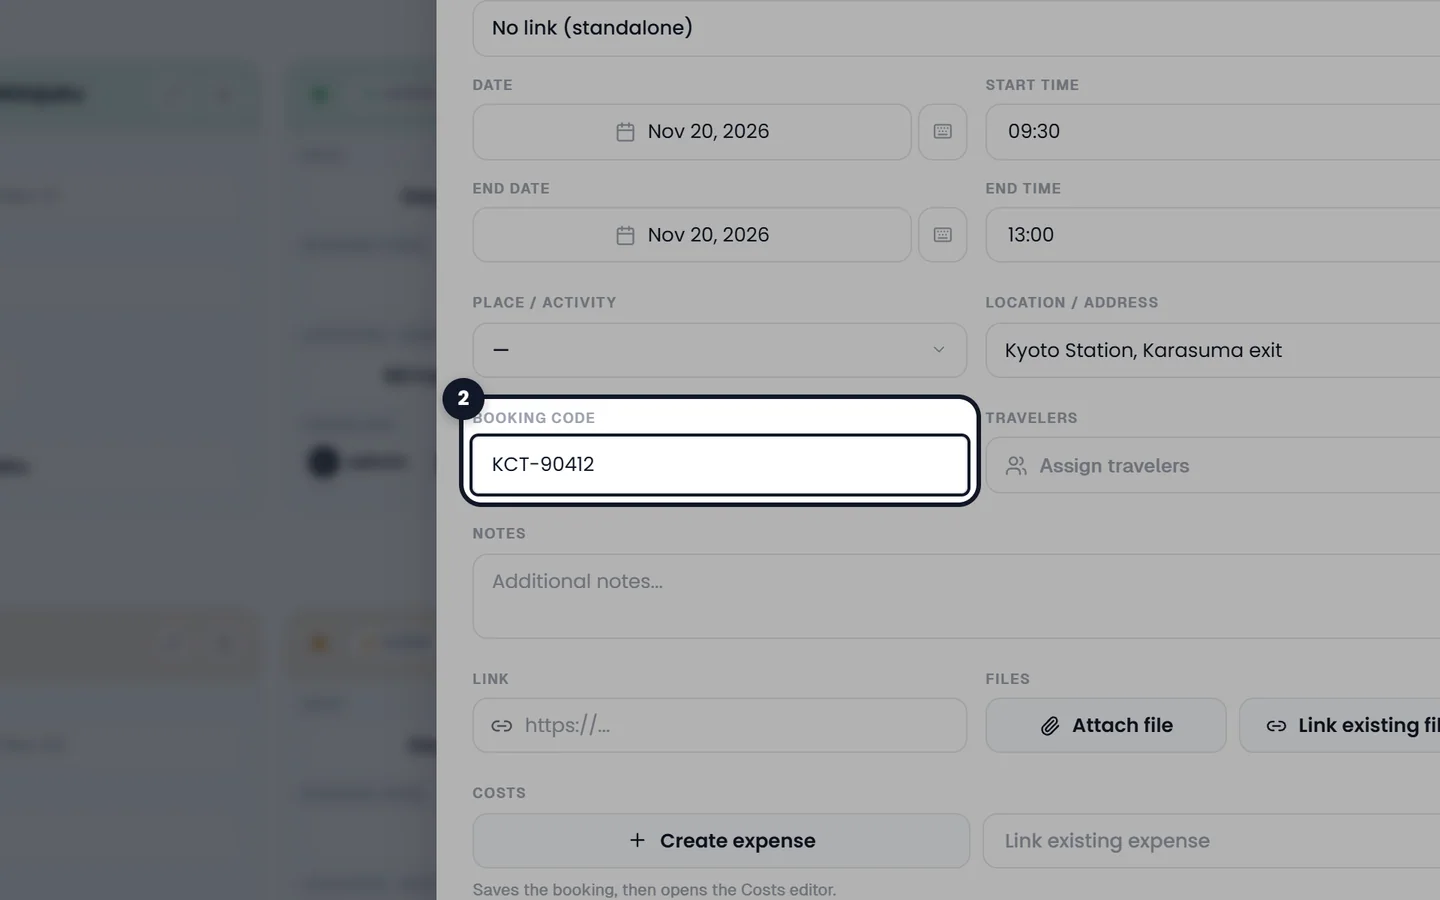 No link (standalone)
DATE
START TIME
Nov 20, 2026
09:30
END DATE
END TIME
Nov 20, 2026
13:00
PLACE / ACTIVITY
LOCATION / ADDRESS
—
Kyoto Station, Karasuma exit
2
BOOKING CODE
TRAVELERS
KCT-90412
Assign travelers
NOTES
Additional notes...
LINK
FILES
https://...
Attach file
Link existing fil
COSTS
Create expense
Link existing expense
Saves the booking, then opens the Costs editor.